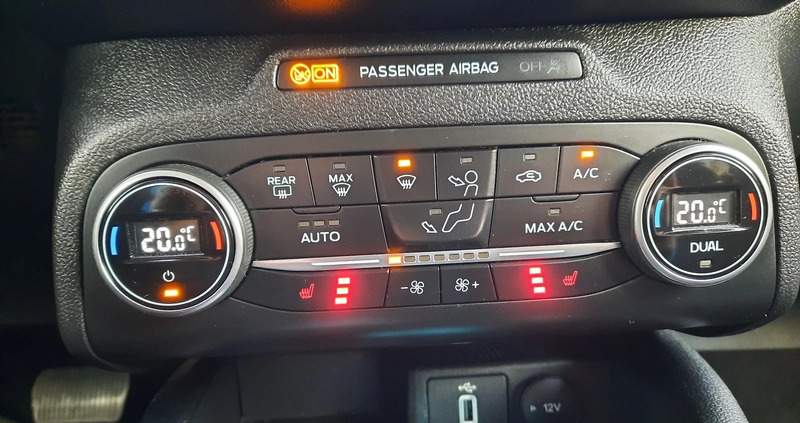 ON PASSENGER AIRBAG OFF
REAR
MAX
A/C
20.0°C
AUTO
MAX A/C
20.0°C
DUAL
- +
12V